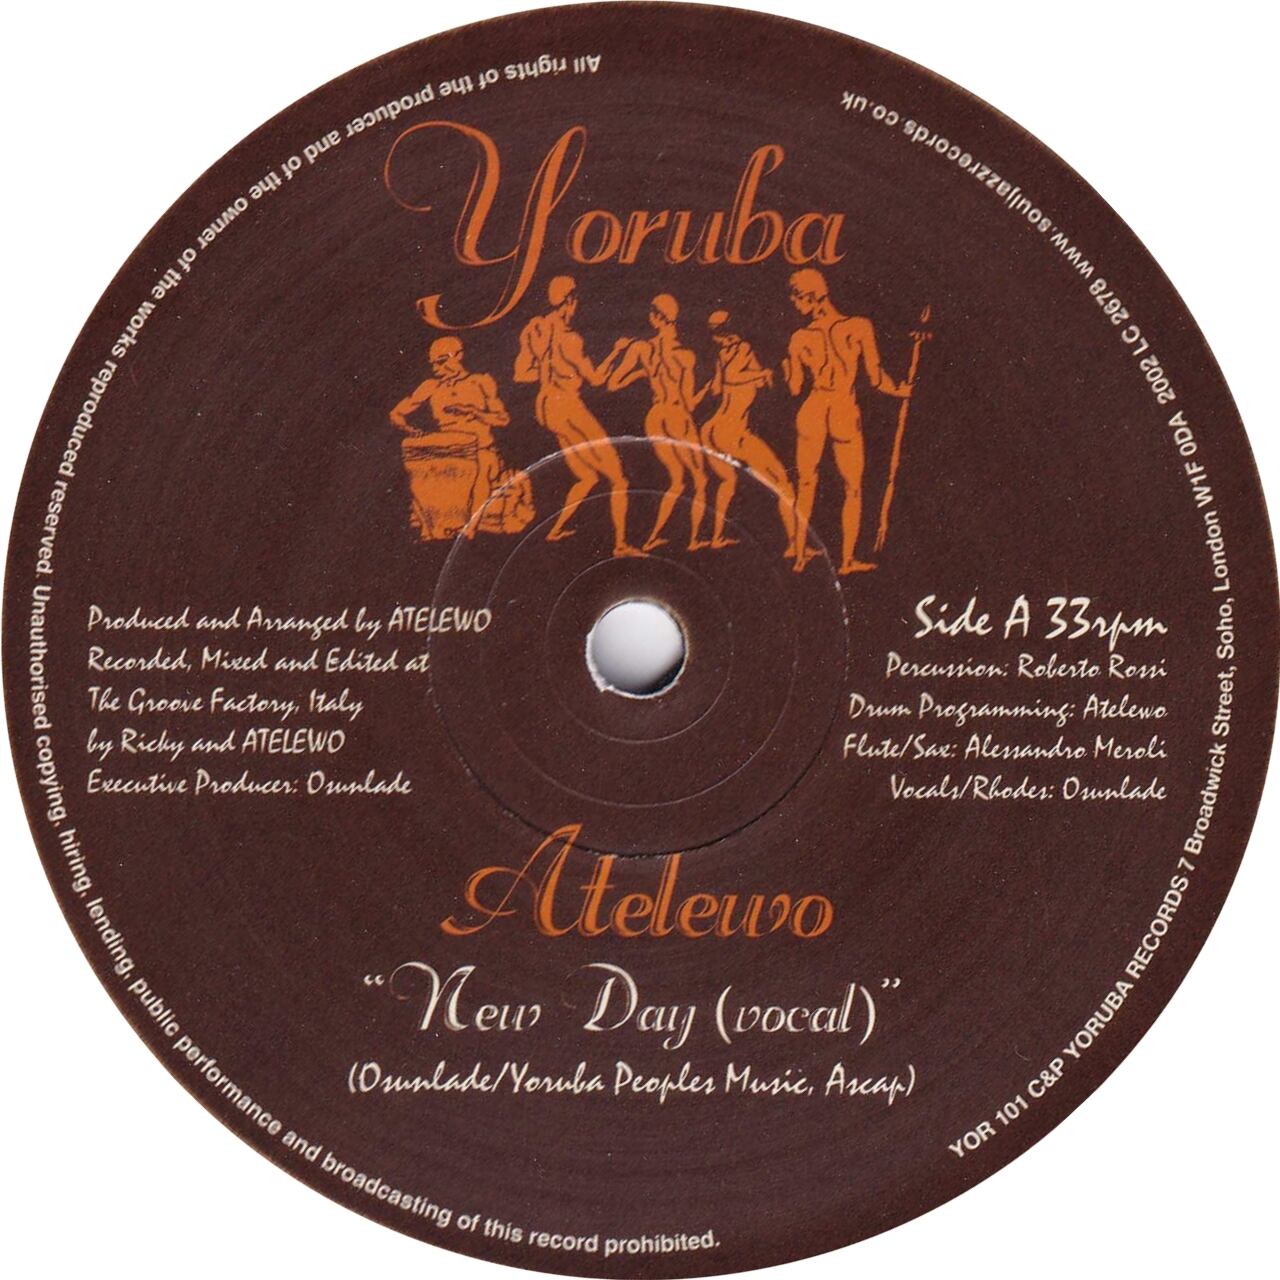 Yoruba
Produced and Arranged by ATELEWO
Recorded, Mixed and Edited at
The Groove Factory, Italy
by Ricky and ATELEWO
Executive Producer: Osunlade
Side A 33rpm
Percussion: Roberto Rossi
Drum Programming: Atelewo
Flute/Sax: Alessandro Meroli
Vocals/Rhodes: Osunlade
Atelewo
"New Day (vocal)"
(Osunlade/Yoruba Peoples Music, Ascap)
All rights of the producer and of the owner of the works reproduced reserved. Unauthorised copying, hiring, lending, public performance and broadcasting of this record prohibited.
YOR 101 C&P YORUBA RECORDS 7 Broadwick Street, Soho, London W1F 0DA 2002 LC 2678 www.souljazzrecords.co.uk